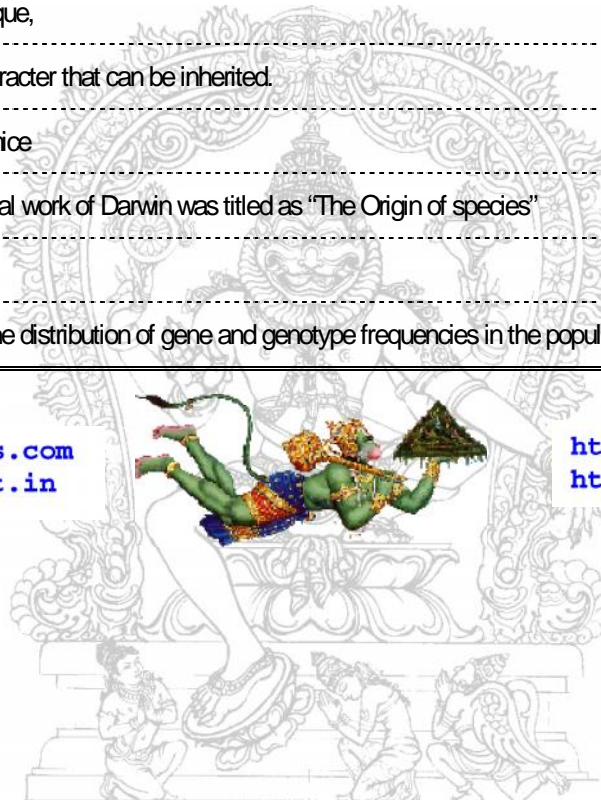 que,
racter that can be inherited.
nice
al work of Darwin was titled as “The Origin of species”
e distribution of gene and genotype frequencies in the popul
s.com
t.in
ht
ht